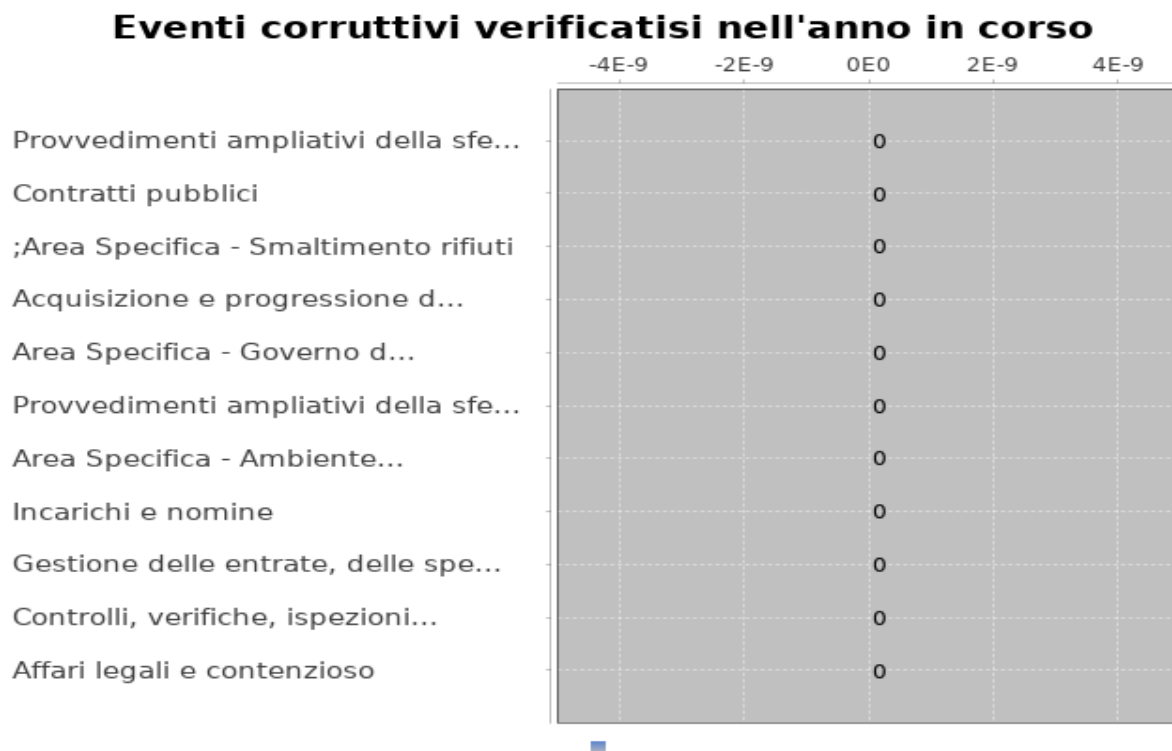 Eventi corruttivi verificatisi nell'anno in corso
-4E-9 -2E-9 0E0 2E-9 4E-9
Provvedimenti ampliativi della sfe... 0
Contratti pubblici 0
;Area Specifica - Smaltimento rifiuti 0
Acquisizione e progressione d... 0
Area Specifica - Governo d... 0
Provvedimenti ampliativi della sfe... 0
Area Specifica - Ambiente... 0
Incarichi e nomine 0
Gestione delle entrate, delle spe... 0
Controlli, verifiche, ispezioni... 0
Affari legali e contenzioso 0